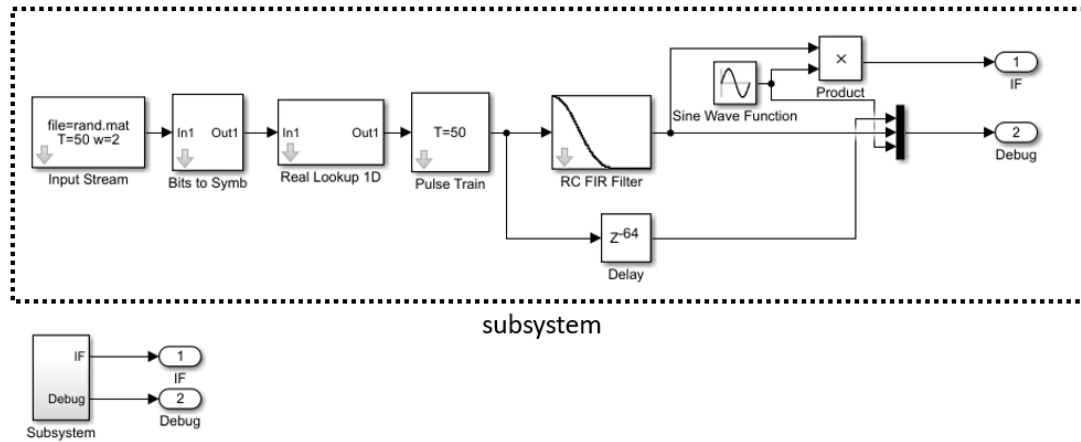 file=rand.mat
T=50 w=2
Input Stream
In1 Out1
Bits to Symb
In1 Out1
Real Lookup 1D
T=50
Pulse Train
RC FIR Filter
Z-64
Delay
Sine Wave Function
×
Product
1
IF
2
Debug
subsystem
IF
Debug
Subsystem
1
IF
2
Debug